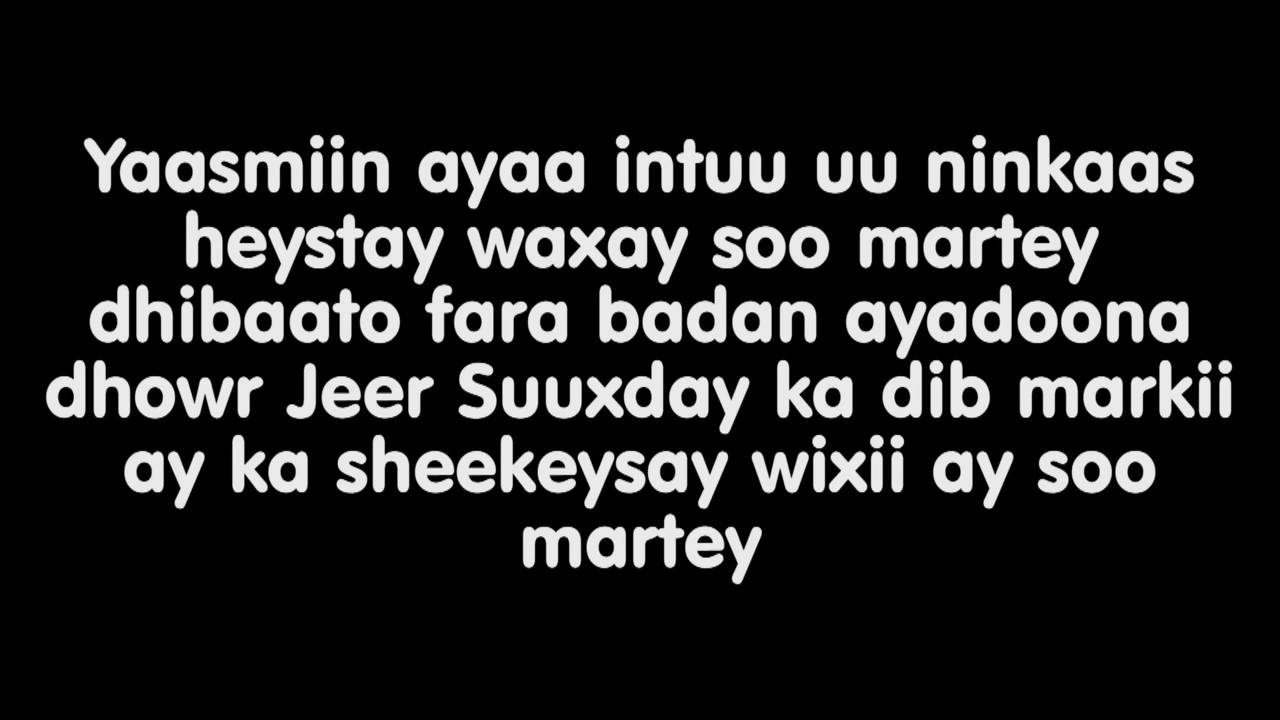 Yaasmiin ayaa intuu uu ninkaas
heystay waxay soo martey
dhibaato fara badan ayadoona
dhowr Jeer Suuxday ka dib markii
ay ka sheekeysay wixii ay soo
martey